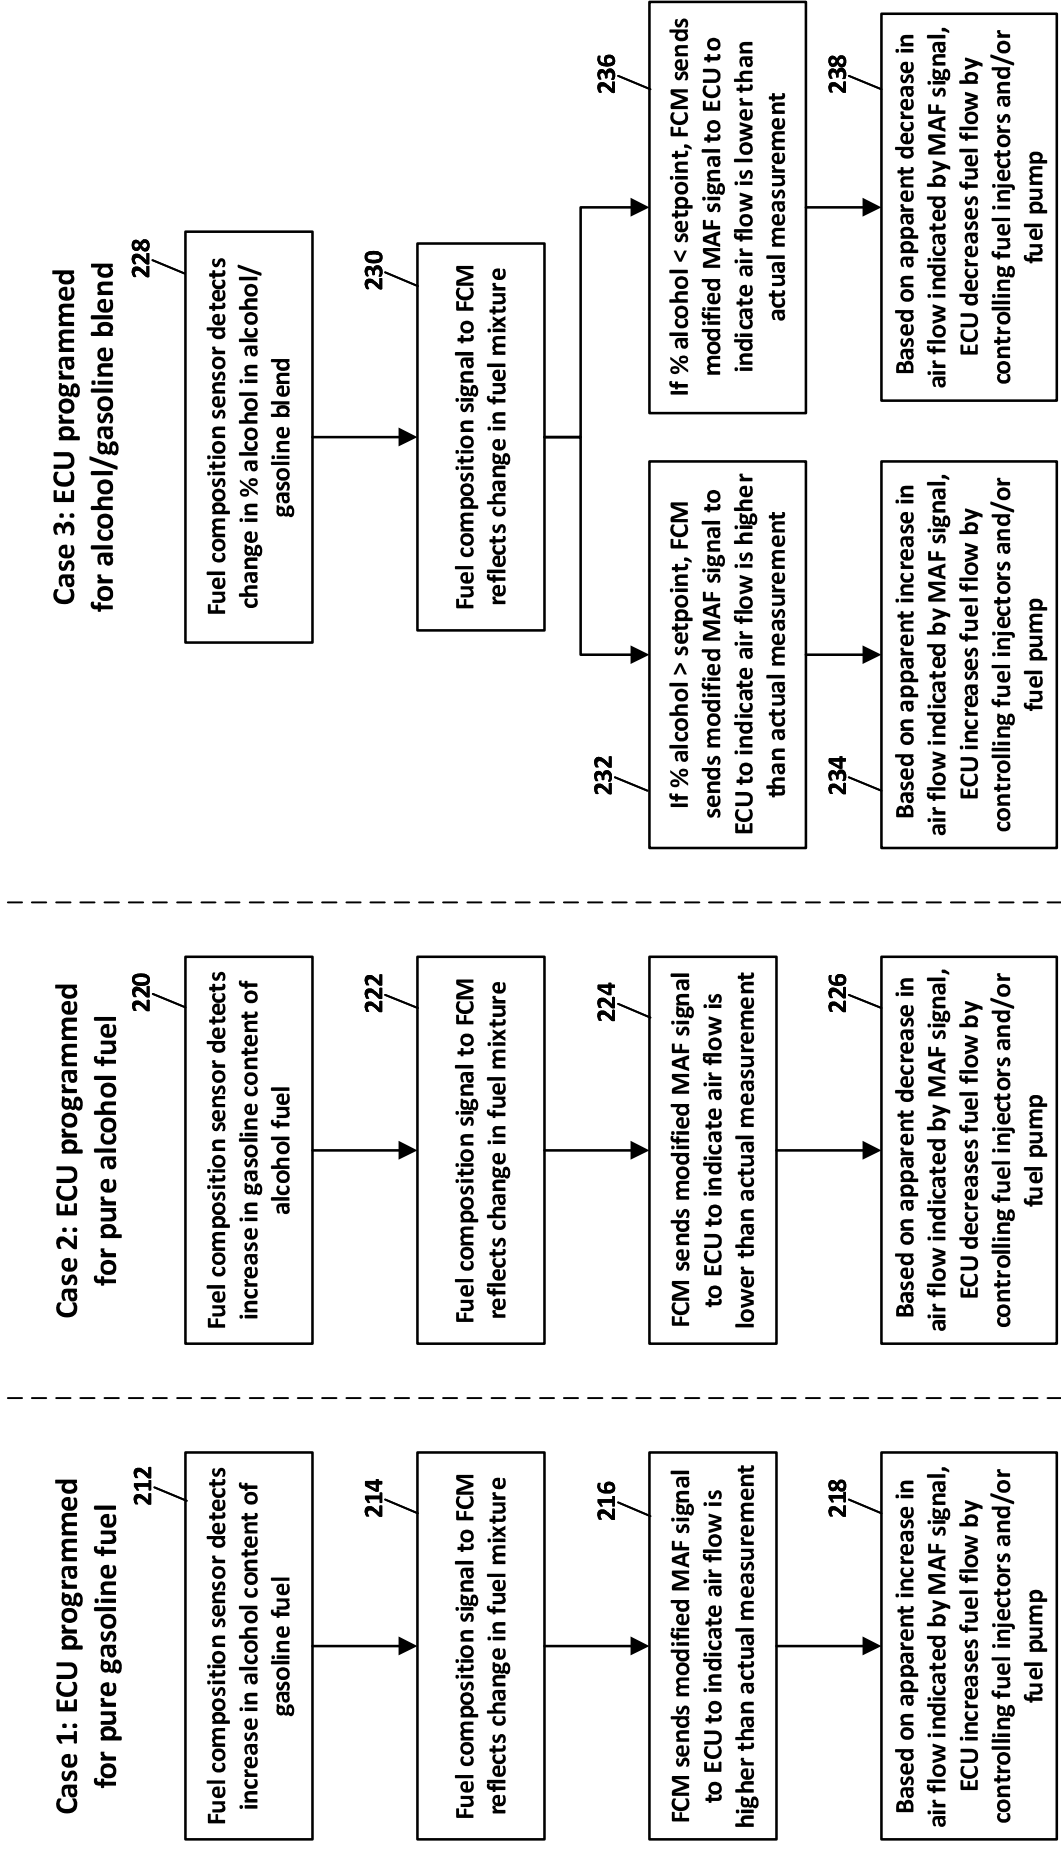 Case 1: ECU programmed
for pure gasoline fuel
212
Fuel composition sensor detects
increase in alcohol content of
gasoline fuel
214
Fuel composition signal to FCM
reflects change in fuel mixture
216
FCM sends modified MAF signal
to ECU to indicate air flow is
higher than actual measurement
218
Based on apparent increase in
air flow indicated by MAF signal,
ECU increases fuel flow by
controlling fuel injectors and/or
fuel pump
Case 2: ECU programmed
for pure alcohol fuel
220
Fuel composition sensor detects
increase in gasoline content of
alcohol fuel
222
Fuel composition signal to FCM
reflects change in fuel mixture
224
FCM sends modified MAF signal
to ECU to indicate air flow is
lower than actual measurement
226
Based on apparent decrease in
air flow indicated by MAF signal,
ECU decreases fuel flow by
controlling fuel injectors and/or
fuel pump
Case 3: ECU programmed
for alcohol/gasoline blend
228
Fuel composition sensor detects
change in % alcohol in alcohol/
gasoline blend
230
Fuel composition signal to FCM
reflects change in fuel mixture
232
If % alcohol > setpoint, FCM
sends modified MAF signal to
ECU to indicate air flow is higher
than actual measurement
234
Based on apparent increase in
air flow indicated by MAF signal,
ECU increases fuel flow by
controlling fuel injectors and/or
fuel pump
236
If % alcohol < setpoint, FCM sends
modified MAF signal to ECU to
indicate air flow is lower than
actual measurement
238
Based on apparent decrease in
air flow indicated by MAF signal,
ECU decreases fuel flow by
controlling fuel injectors and/or
fuel pump